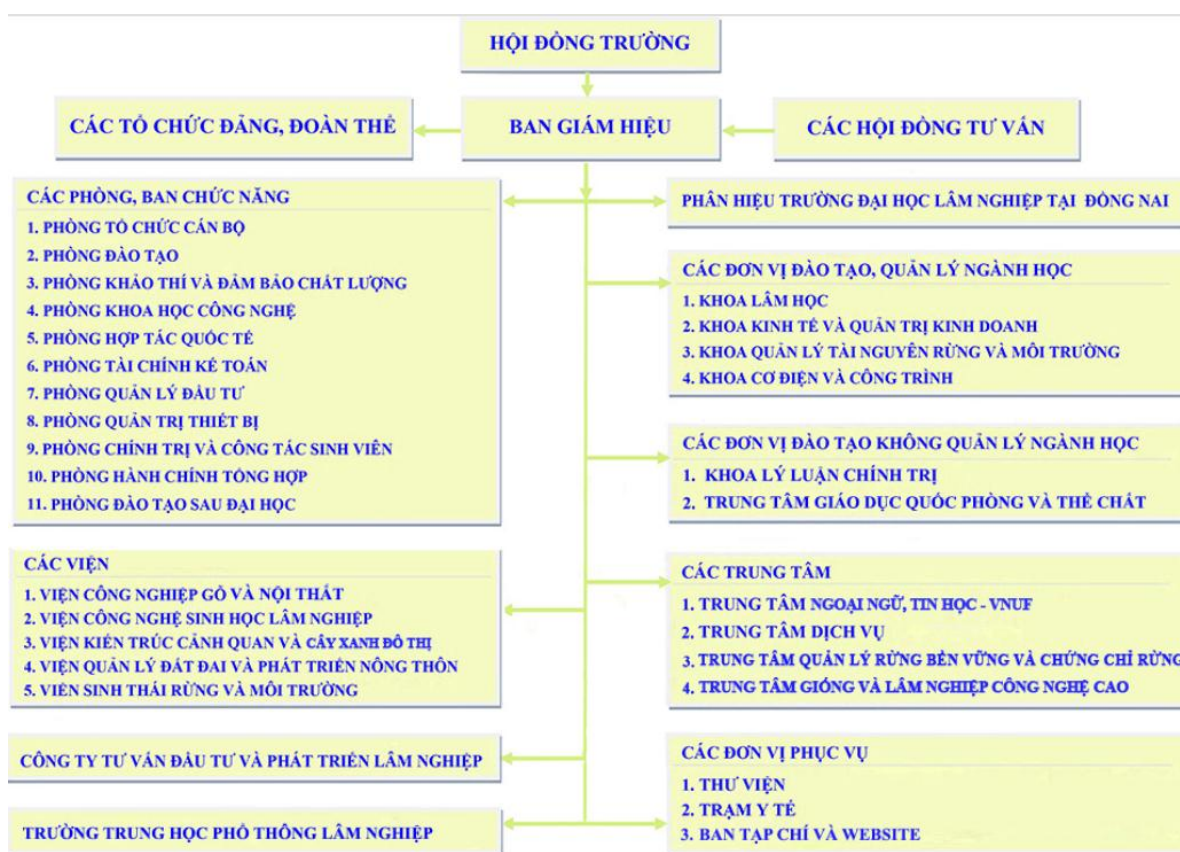 HỘI ĐỒNG TRƯỜNG
CÁC TỔ CHỨC ĐẢNG, ĐOÀN THỂ
BAN GIÁM HIỆU
CÁC HỘI ĐỒNG TƯ VẤN
CÁC PHÒNG, BAN CHỨC NĂNG
1. PHÒNG TỔ CHỨC CÁN BỘ
2. PHÒNG ĐÀO TẠO
3. PHÒNG KHẢO THÍ VÀ ĐẢM BẢO CHẤT LƯỢNG
4. PHÒNG KHOA HỌC CÔNG NGHỆ
5. PHÒNG HỢP TÁC QUỐC TẾ
6. PHÒNG TÀI CHÍNH KẾ TOÁN
7. PHÒNG QUẢN LÝ ĐẦU TƯ
8. PHÒNG QUẢN TRỊ THIẾT BỊ
9. PHÒNG CHÍNH TRỊ VÀ CÔNG TÁC SINH VIÊN
10. PHÒNG HÀNH CHÍNH TỔNG HỢP
11. PHÒNG ĐÀO TẠO SAU ĐẠI HỌC
PHÂN HIỆU TRƯỜNG ĐẠI HỌC LÂM NGHIỆP TẠI ĐỒNG NAI
CÁC ĐƠN VỊ ĐÀO TẠO, QUẢN LÝ NGÀNH HỌC
1. KHOA LÂM HỌC
2. KHOA KINH TẾ VÀ QUẢN TRỊ KINH DOANH
3. KHOA QUẢN LÝ TÀI NGUYÊN RỪNG VÀ MÔI TRƯỜNG
4. KHOA CƠ ĐIỆN VÀ CÔNG TRÌNH
CÁC ĐƠN VỊ ĐÀO TẠO KHÔNG QUẢN LÝ NGÀNH HỌC
1. KHOA LÝ LUẬN CHÍNH TRỊ
2. TRUNG TÂM GIÁO DỤC QUỐC PHÒNG VÀ THỂ CHẤT
CÁC VIỆN
1. VIỆN CÔNG NGHIỆP GỖ VÀ NỘI THẤT
2. VIỆN CÔNG NGHỆ SINH HỌC LÂM NGHIỆP
3. VIỆN KIẾN TRÚC CẢNH QUAN VÀ CÂY XANH ĐÔ THỊ
4. VIỆN QUẢN LÝ ĐẤT ĐAI VÀ PHÁT TRIỂN NÔNG THÔN
5. VIÊN SINH THÁI RỪNG VÀ MÔI TRƯỜNG
CÁC TRUNG TÂM
1. TRUNG TÂM NGOẠI NGỮ, TIN HỌC - VNUF
2. TRUNG TÂM DỊCH VỤ
3. TRUNG TÂM QUẢN LÝ RỪNG BỀN VỮNG VÀ CHỨNG CHỈ RỪNG
4. TRUNG TÂM GIỐNG VÀ LÂM NGHIỆP CÔNG NGHỆ CAO
CÔNG TY TƯ VẤN ĐẦU TƯ VÀ PHÁT TRIỂN LÂM NGHIỆP
TRƯỜNG TRUNG HỌC PHỔ THÔNG LÂM NGHIỆP
CÁC ĐƠN VỊ PHỤC VỤ
1. THƯ VIỆN
2. TRẠM Y TẾ
3. BAN TẠP CHÍ VÀ WEBSITE